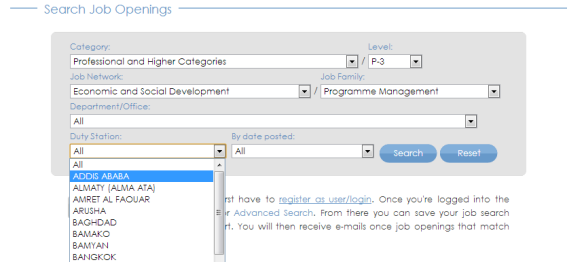 Search Job Openings
Category: Level:
Professional and Higher Categories / P-3
Job Network: Job Family:
Economic and Social Development / Programme Management
Department/Office:
All
Duty Station: By date posted:
All All Search Reset
All
ADDIS ABABA
ALMATY (ALMA ATA) rst have to register as user/login. Once you're logged into the
AMRET AL FAOUAR r Advanced Search. From there you can save your job search
ARUSHA rt. You will then receive e-mails once job openings that match
BAGHDAD
BAMAKO
BAMYAN
BANGKOK